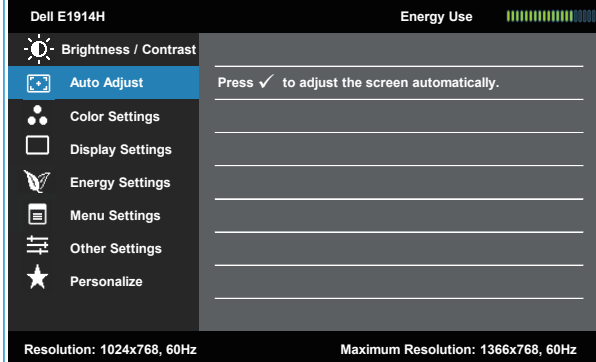 Dell E1914H Energy Use
Brightness / Contrast
Auto Adjust Press ✓ to adjust the screen automatically.
Color Settings
Display Settings
Energy Settings
Menu Settings
Other Settings
Personalize
Resolution: 1024x768, 60Hz Maximum Resolution: 1366x768, 60Hz